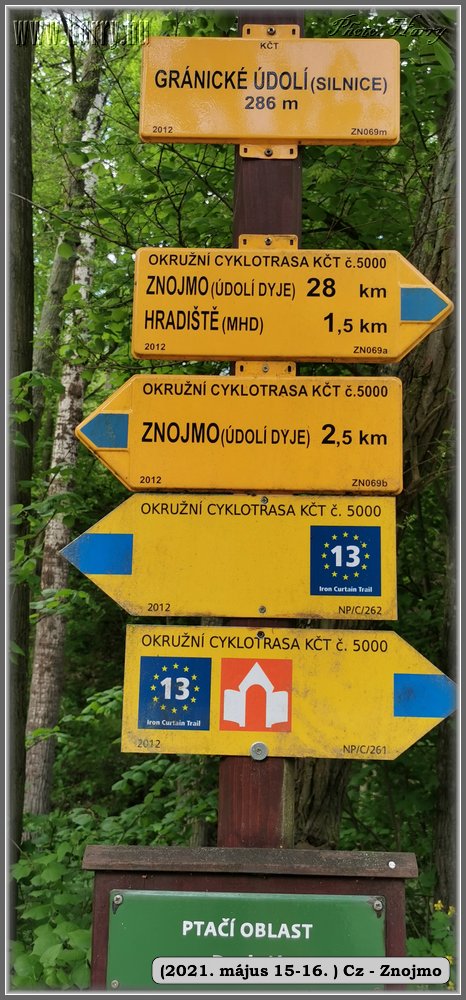 Photo: Harry
KČT
GRÁNICKÉ ÚDOLÍ (SILNICE)
286 m
2012 ZN069m
OKRUŽNÍ CYKLOTRASA KČT č.5000
ZNOJMO (ÚDOLÍ DYJE) 28 km
HRADIŠTĚ (MHD) 1,5 km
2012 ZN069a
OKRUŽNÍ CYKLOTRASA KČT č.5000
ZNOJMO (ÚDOLÍ DYJE) 2,5 km
2012 ZN069b
OKRUŽNÍ CYKLOTRASA KČT č. 5000
13
Iron Curtain Trail
2012 NP/C/262
OKRUŽNÍ CYKLOTRASA KČT č. 5000
13
Iron Curtain Trail
2012 NP/C/261
PTAČÍ OBLAST
(2021. május 15-16. ) Cz - Znojmo